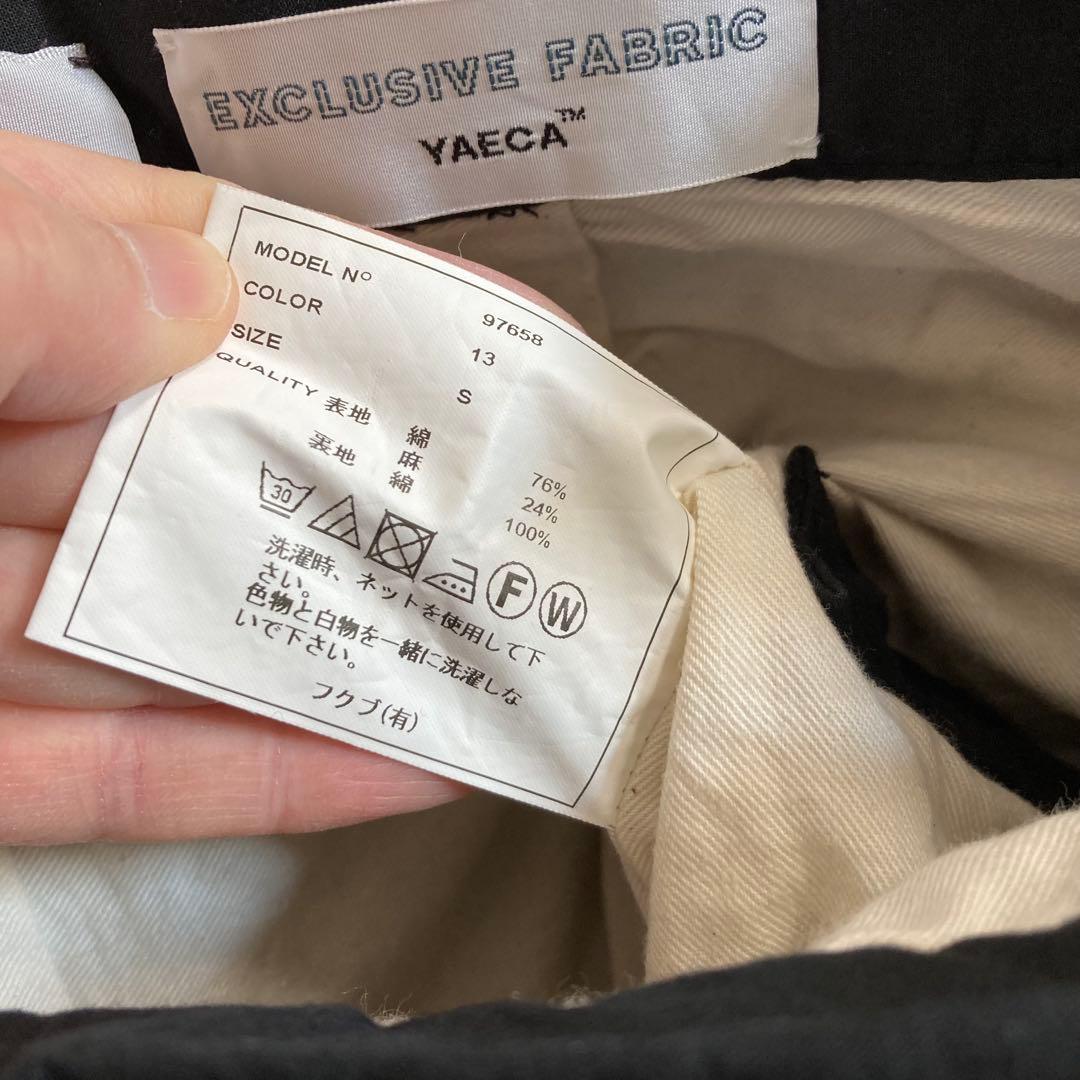 EXCLUSIVE FABRIC
YAECA™
MODEL Nº 97658
COLOR 13
SIZE S
QUALITY 表地 綿 76%
麻 24%
裏地 綿 100%
30 F W
洗濯時、ネットを使用して下
さい。
色物と白物を一緒に洗濯しな
いで下さい。
フクブ(有)